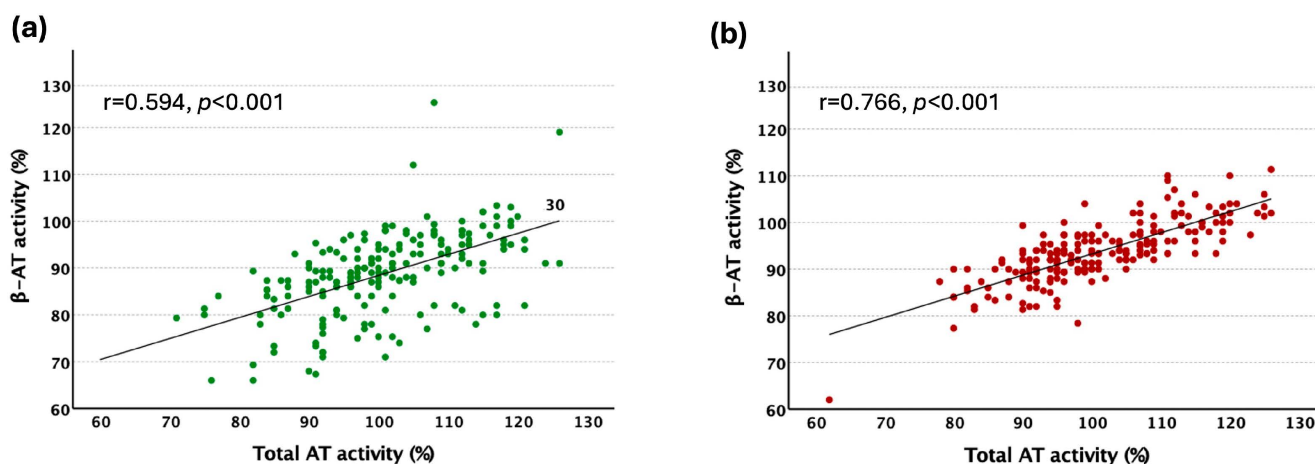 (a)
r=0.594, p<0.001
130
120
110
100
90
80
70
60
30
60 70 80 90 100 110 120 130
β–AT activity (%)
Total AT activity (%)
(b)
r=0.766, p<0.001
130
120
110
100
90
80
70
60
60 70 80 90 100 110 120 130
β–AT activity (%)
Total AT activity (%)